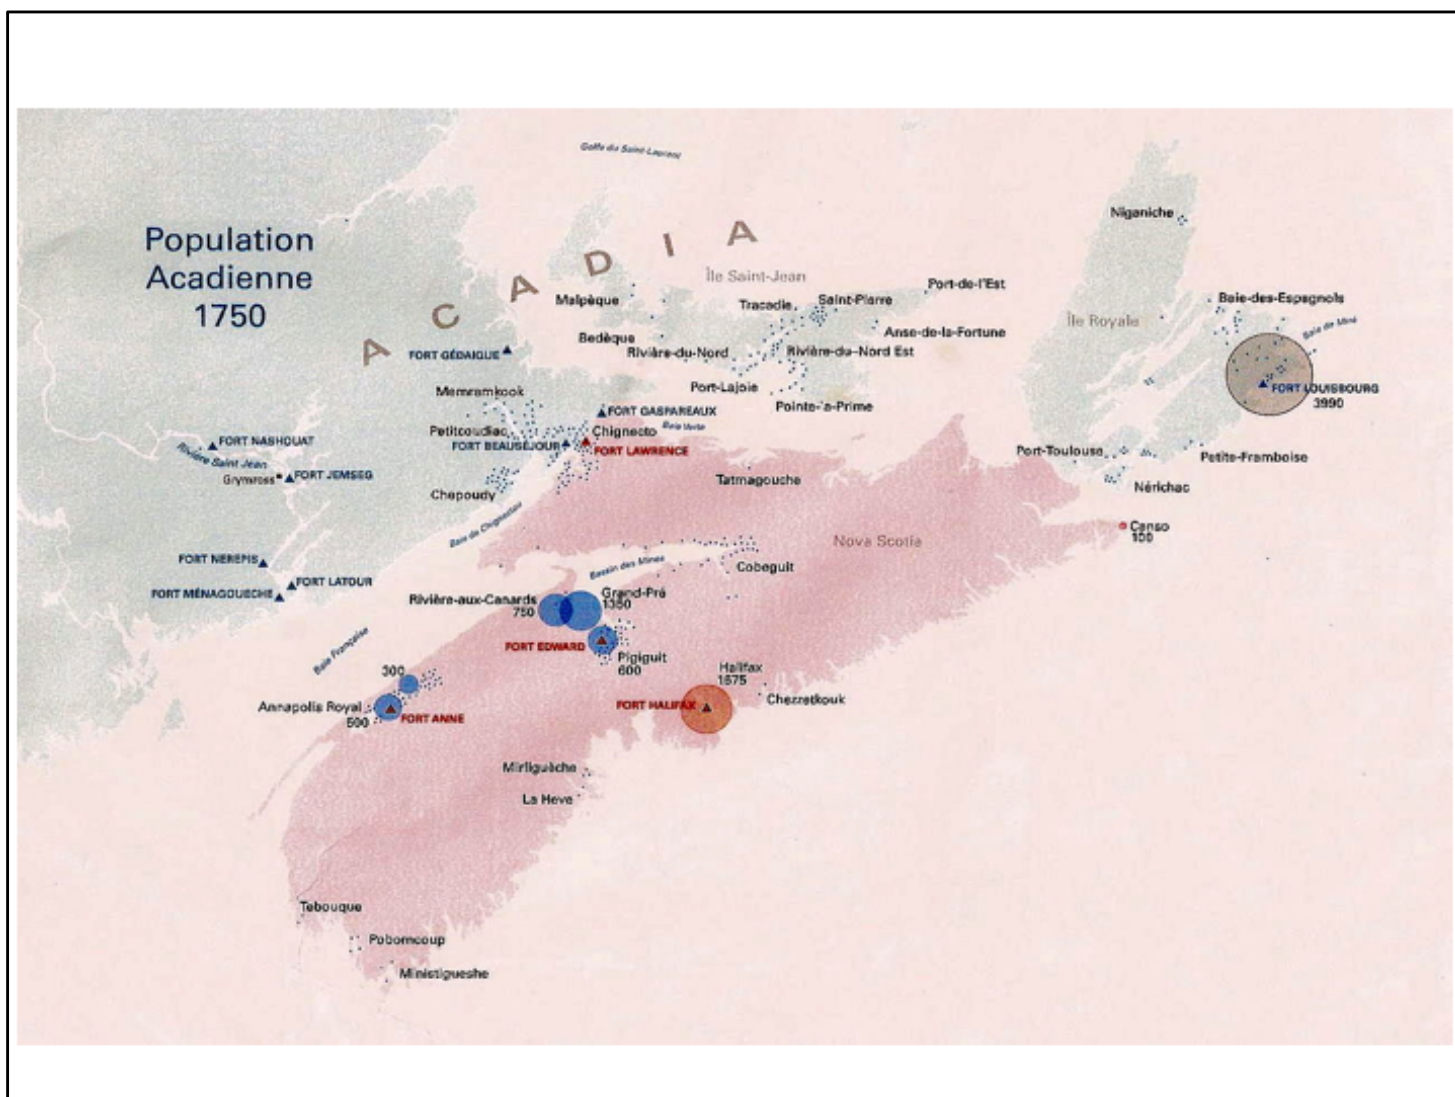 Golfe du Saint-Laurent
Population
Acadienne
1750
ACADIA
Niganiche
Île Saint-Jean
Malpèque
Tracadie
Saint-Pierre
Port-de-l'Est
Baie-des-Espagnols
Île Royale
Baie de Miné
Bedèque
Anse-de-la-Fortune
FORT GÉDAIQUE
Rivière-du-Nord
Rivière-du-Nord Est
Port-Lajoie
Pointe-'a-Prime
FORT LOUISBOURG
3990
Memramkook
FORT GASPAREAUX
Petitcoudiac
Chignecto
Baie Verte
FORT BEAUSÉJOUR
FORT LAWRENCE
FORT NASHOUAT
Rivière Saint Jean
Grymross
FORT JEMSEG
Port-Toulouse
Petite-Framboise
Tatmagouche
Nérichac
Chepoudy
Baie de Chignectou
Nova Scotia
Canso
100
FORT NEREPIS
Bassin des Mines
Cobeguit
FORT LATOUR
FORT MÉNAGOUECHE
Rivière-aux-Canards
750
Grand-Pré
1350
Baie Française
FORT EDWARD
Pigiguit
600
300
Halifax
1675
Annapolis Royal
500
FORT ANNE
FORT HALIFAX
Chezzetkouk
Mirliguèche
La Heve
Tebouque
Pobomcoup
Ministigueshe